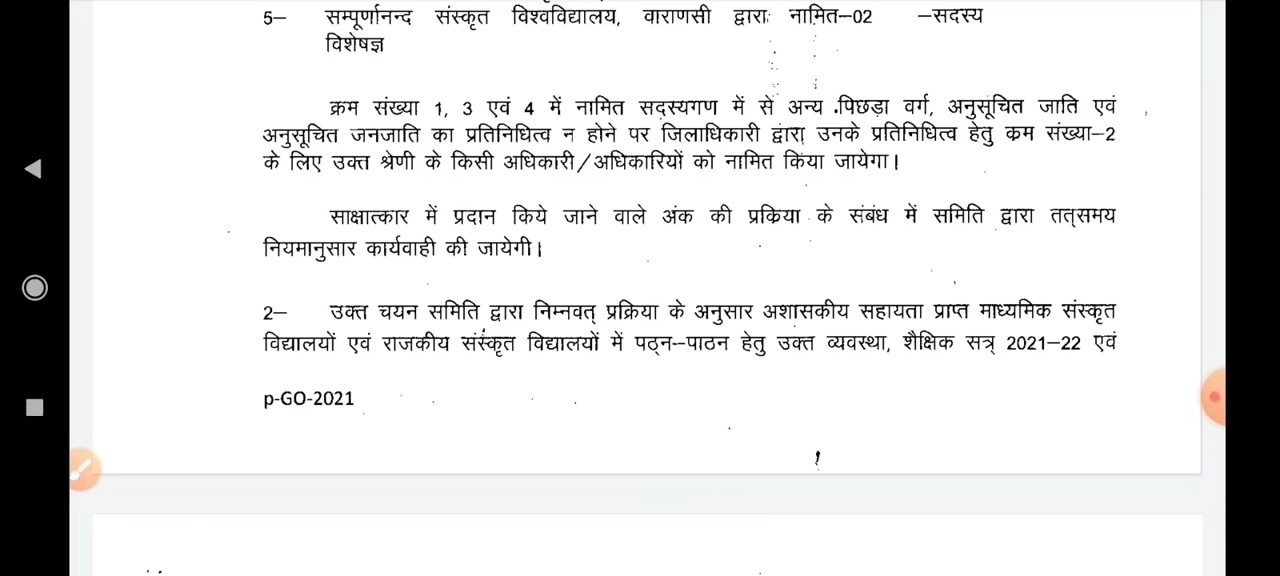 5– सम्पूर्णानन्द संस्कृत विश्वविद्यालय, वाराणसी द्वारा नामित–02 –सदस्य
विशेषज्ञ
क्रम संख्या 1, 3 एवं 4 में नामित सदस्यगण में से अन्य पिछड़ा वर्ग, अनुसूचित जाति एवं
अनुसूचित जनजाति का प्रतिनिधित्व न होने पर जिलाधिकारी द्वारा उनके प्रतिनिधित्व हेतु क्रम संख्या–2
के लिए उक्त श्रेणी के किसी अधिकारी/अधिकारियों को नामित किया जायेगा।
साक्षात्कार में प्रदान किये जाने वाले अंक की प्रकिया के संबंध में समिति द्वारा तत्समय
नियमानुसार कार्यवाही की जायेगी।
2– उक्त चयन समिति द्वारा निम्नवत् प्रक्रिया के अनुसार अशासकीय सहायता प्राप्त माध्यमिक संस्कृत
विद्यालयों एवं राजकीय संस्कृत विद्यालयों में पठ्न–पाठन हेतु उक्त व्यवस्था, शैक्षिक सत्र् 2021–22 एवं
p-GO-2021